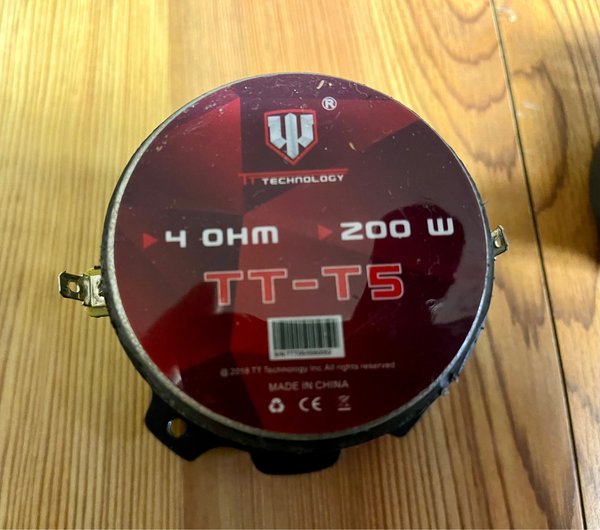 ®
TT TECHNOLOGY
4 OHM 200 W
TT-T5
@ 2018 TT Technology Inc. All rights reserved.
MADE IN CHINA
CE